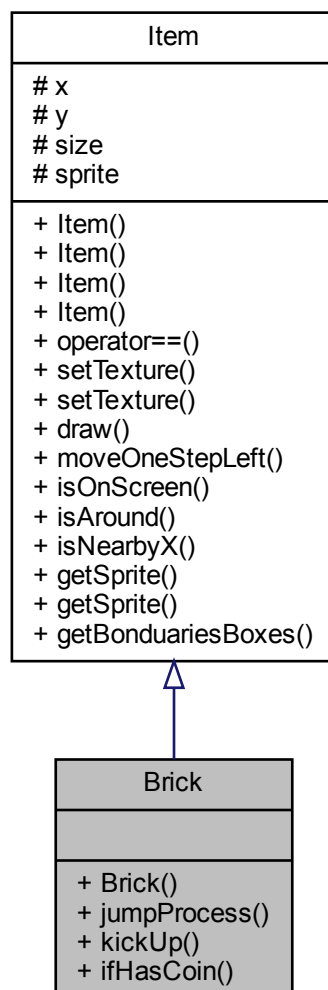 Item
# x
# y
# size
# sprite
+ Item()
+ Item()
+ Item()
+ Item()
+ operator==()
+ setTexture()
+ setTexture()
+ draw()
+ moveOneStepLeft()
+ isOnScreen()
+ isAround()
+ isNearbyX()
+ getSprite()
+ getSprite()
+ getBonduariesBoxes()
Brick
+ Brick()
+ jumpProcess()
+ kickUp()
+ ifHasCoin()